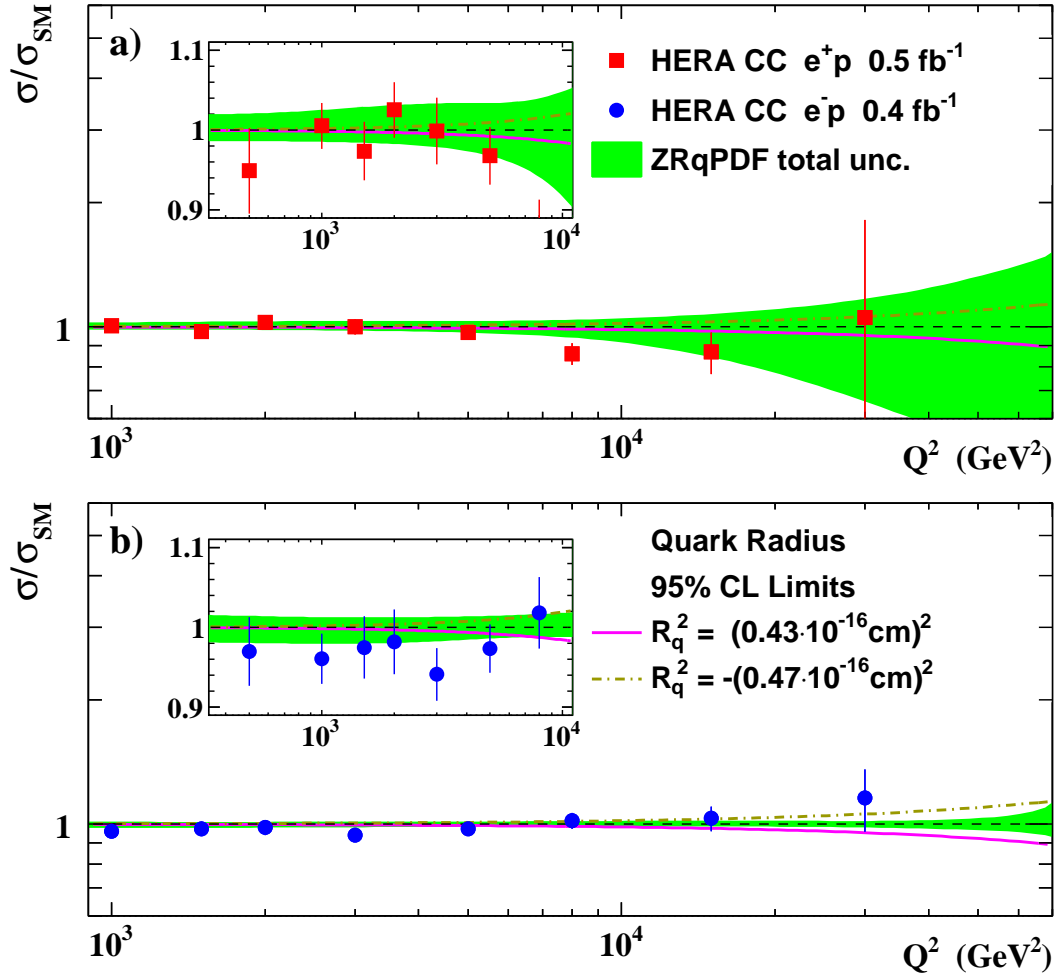 a)
σ/σSM
1.1
1
0.9
10³
10⁴
HERA CC e⁺p 0.5 fb⁻¹
HERA CC e⁻p 0.4 fb⁻¹
ZRqPDF total unc.
1
10³
10⁴
Q² (GeV²)
b)
σ/σSM
1.1
1
0.9
10³
10⁴
Quark Radius
95% CL Limits
R_q² = (0.43·10⁻¹⁶cm)²
R_q² = -(0.47·10⁻¹⁶cm)²
1
10³
10⁴
Q² (GeV²)